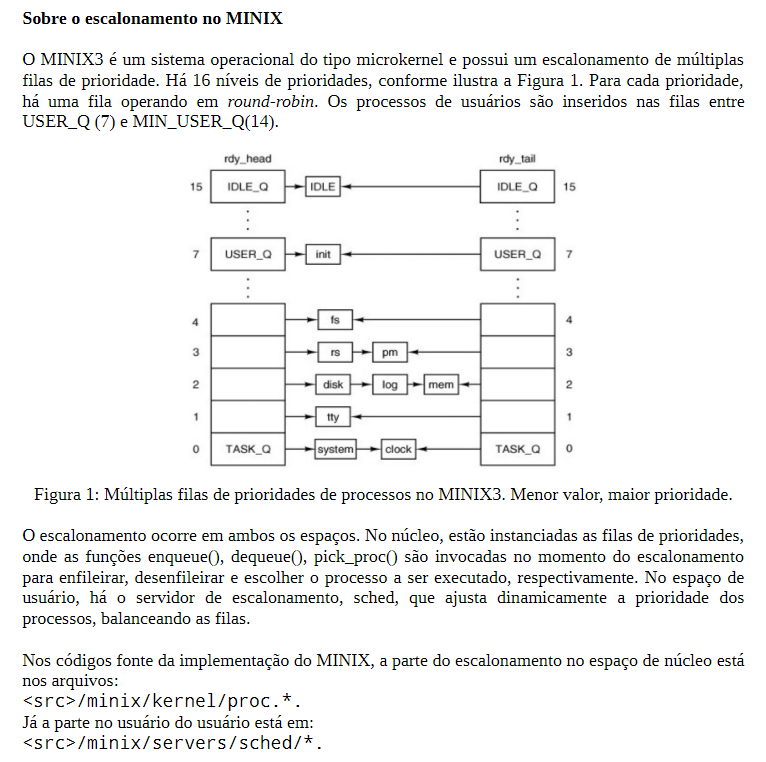 Sobre o escalonamento no MINIX
O MINIX3 é um sistema operacional do tipo microkernel e possui um escalonamento de múltiplas
filas de prioridade. Há 16 níveis de prioridades, conforme ilustra a Figura 1. Para cada prioridade,
há uma fila operando em round-robin. Os processos de usuários são inseridos nas filas entre
USER_Q (7) e MIN_USER_Q(14).
rdy_head rdy_tail
15 IDLE_Q IDLE IDLE_Q 15
7 USER_Q init USER_Q 7
4 fs 4
3 rs pm 3
2 disk log mem 2
1 tty 1
0 TASK_Q system clock TASK_Q 0
Figura 1: Múltiplas filas de prioridades de processos no MINIX3. Menor valor, maior prioridade.
O escalonamento ocorre em ambos os espaços. No núcleo, estão instanciadas as filas de prioridades,
onde as funções enqueue(), dequeue(), pick_proc() são invocadas no momento do escalonamento
para enfileirar, desenfileirar e escolher o processo a ser executado, respectivamente. No espaço de
usuário, há o servidor de escalonamento, sched, que ajusta dinamicamente a prioridade dos
processos, balanceando as filas.
Nos códigos fonte da implementação do MINIX, a parte do escalonamento no espaço de núcleo está
nos arquivos:
<src>/minix/kernel/proc.*.
Já a parte no usuário do usuário está em:
<src>/minix/servers/sched/*.